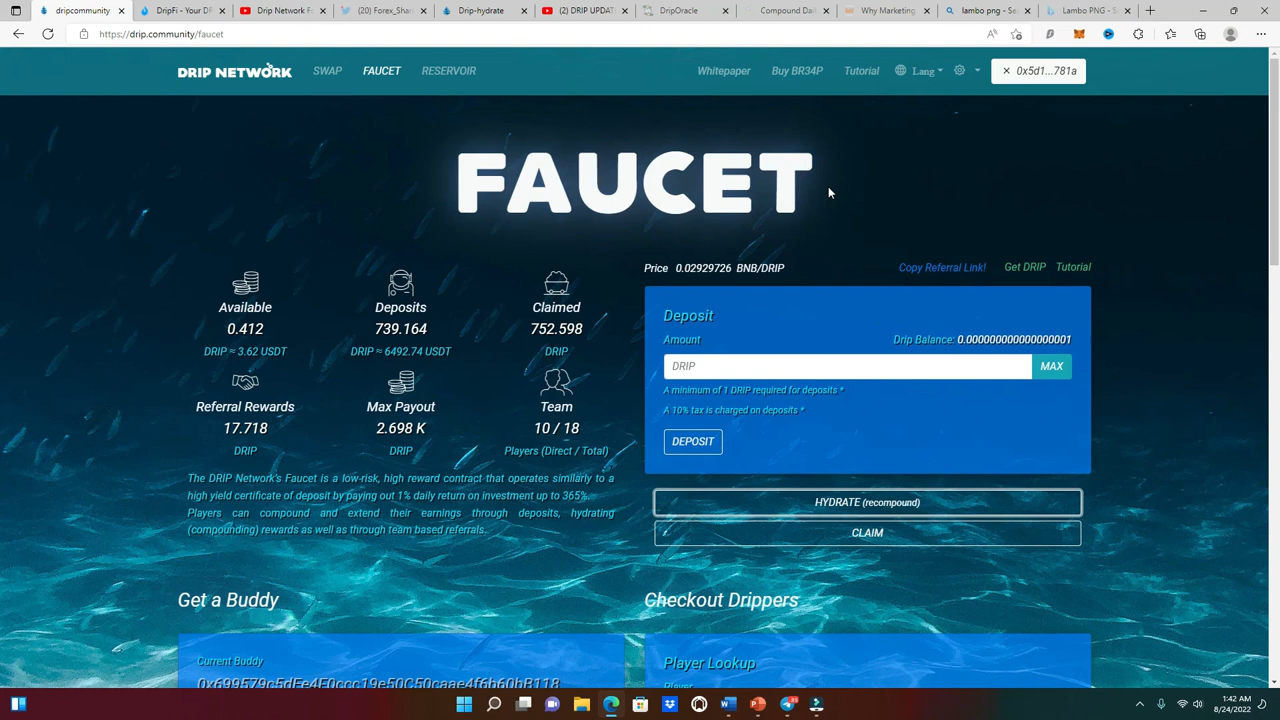 dripcommunity
DripFi - Your DR
Drip Network Fo
(20) Forex_Shar
Drip-hydrate
(2) DRIP UPDAT
DripOracle
Compound Dail
Why Marketing
lambo png - Sea
Lambo PNG - S
https://drip.community/faucet
DRIP NETWORK
SWAP
FAUCET
RESERVOIR
Whitepaper
Buy BR34P
Tutorial
Lang
0x5d1...781a
FAUCET
Price 0.02929726 BNB/DRIP
Copy Referral Link!
Get DRIP
Tutorial
Available
0.412
DRIP ≈ 3.62 USDT
Deposits
739.164
DRIP ≈ 6492.74 USDT
Claimed
752.598
DRIP
Referral Rewards
17.718
DRIP
Max Payout
2.698 K
DRIP
Team
10 / 18
Players (Direct / Total)
The DRIP Network's Faucet is a low-risk, high reward contract that operates similarly to a
high yield certificate of deposit by paying out 1% daily return on investment up to 365%.
Players can compound and extend their earnings through deposits, hydrating
(compounding) rewards as well as through team based referrals.
Deposit
Amount
Drip Balance: 0.000000000000000001
DRIP
MAX
A minimum of 1 DRIP required for deposits *
A 10% tax is charged on deposits *
DEPOSIT
HYDRATE (recompound)
CLAIM
Get a Buddy
Checkout Drippers
Current Buddy
Player Lookup
Player
1:42 AM
8/24/2022